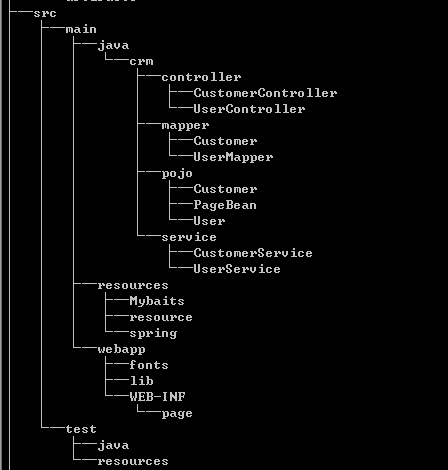 src
main
java
crm
controller
CustomerController
UserController
mapper
Customer
UserMapper
pojo
Customer
PageBean
User
service
CustomerService
UserService
resources
Mybaits
resource
spring
webapp
fonts
lib
WEB-INF
page
test
java
resources